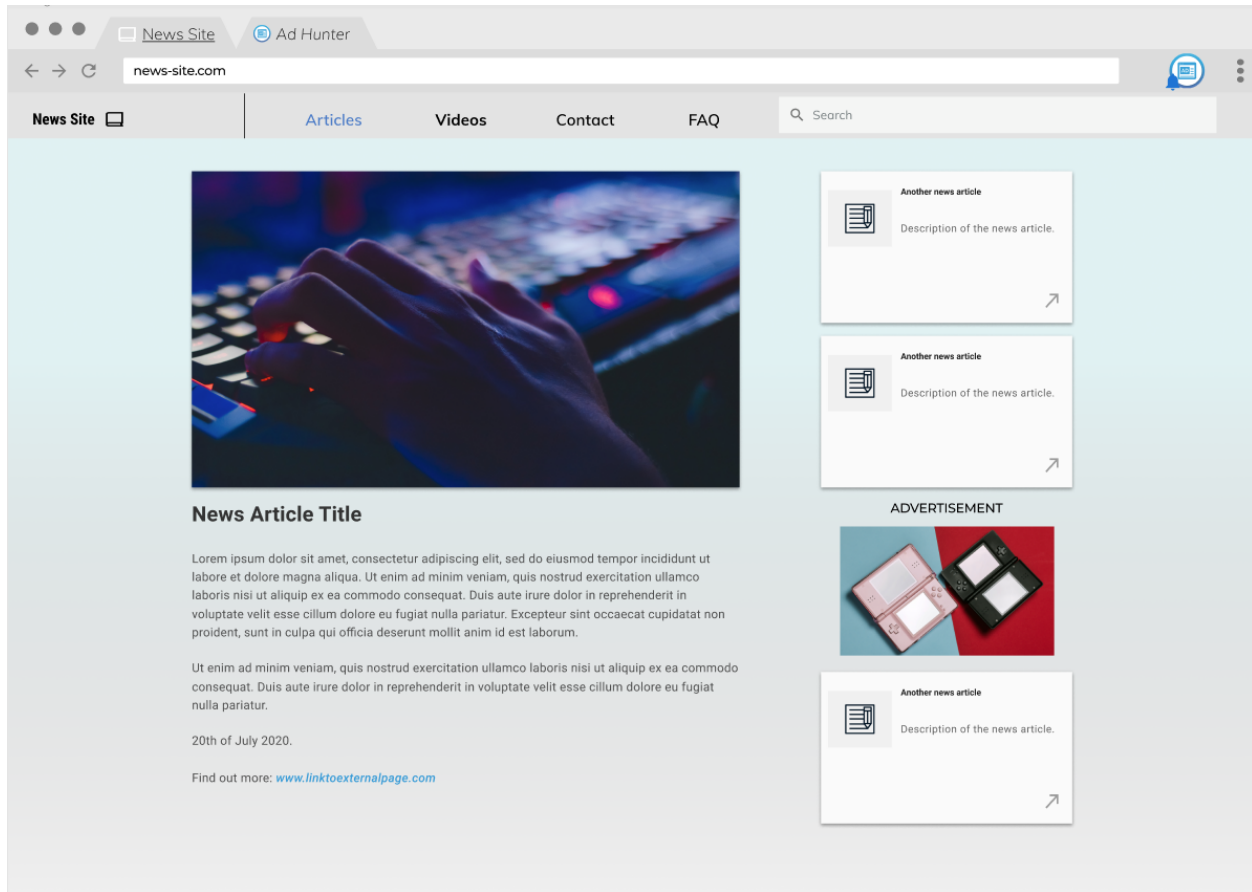 News Site
Ad Hunter
news-site.com
News Site
Articles
Videos
Contact
FAQ
Search
News Article Title
Lorem ipsum dolor sit amet, consectetur adipiscing elit, sed do eiusmod tempor incididunt ut
labore et dolore magna aliqua. Ut enim ad minim veniam, quis nostrud exercitation ullamco
laboris nisi ut aliquip ex ea commodo consequat. Duis aute irure dolor in reprehenderit in
voluptate velit esse cillum dolore eu fugiat nulla pariatur. Excepteur sint occaecat cupidatat non
proident, sunt in culpa qui officia deserunt mollit anim id est laborum.
Ut enim ad minim veniam, quis nostrud exercitation ullamco laboris nisi ut aliquip ex ea commodo
consequat. Duis aute irure dolor in reprehenderit in voluptate velit esse cillum dolore eu fugiat
nulla pariatur.
20th of July 2020.
Find out more: www.linktoexternalpage.com
Another news article
Description of the news article.
Another news article
Description of the news article.
ADVERTISEMENT
Another news article
Description of the news article.